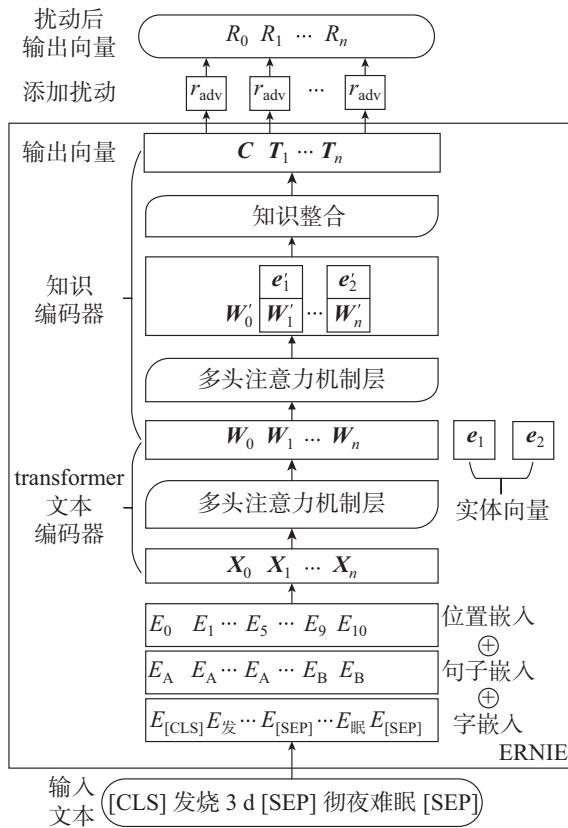 扰动后
输出向量
R₀ R₁ ⋯ Rₙ
添加扰动
r_adv r_adv ⋯ r_adv
输出向量
C T₁ ⋯ Tₙ
知识整合
知识
编码器
e′₁ e′₂
W′₀ W′₁ ⋯ W′ₙ
多头注意力机制层
W₀ W₁ ⋯ Wₙ
e₁ e₂
实体向量
transformer
文本
编码器
多头注意力机制层
X₀ X₁ ⋯ Xₙ
E₀ E₁ ⋯ E₅ ⋯ E₉ E₁₀
位置嵌入
⊕
E_A E_A ⋯ E_A ⋯ E_B E_B
句子嵌入
⊕
E_[CLS] E_发 ⋯ E_[SEP] ⋯ E_眠 E_[SEP]
字嵌入
ERNIE
输入
文本
[CLS] 发烧 3 d [SEP] 彻夜难眠 [SEP]